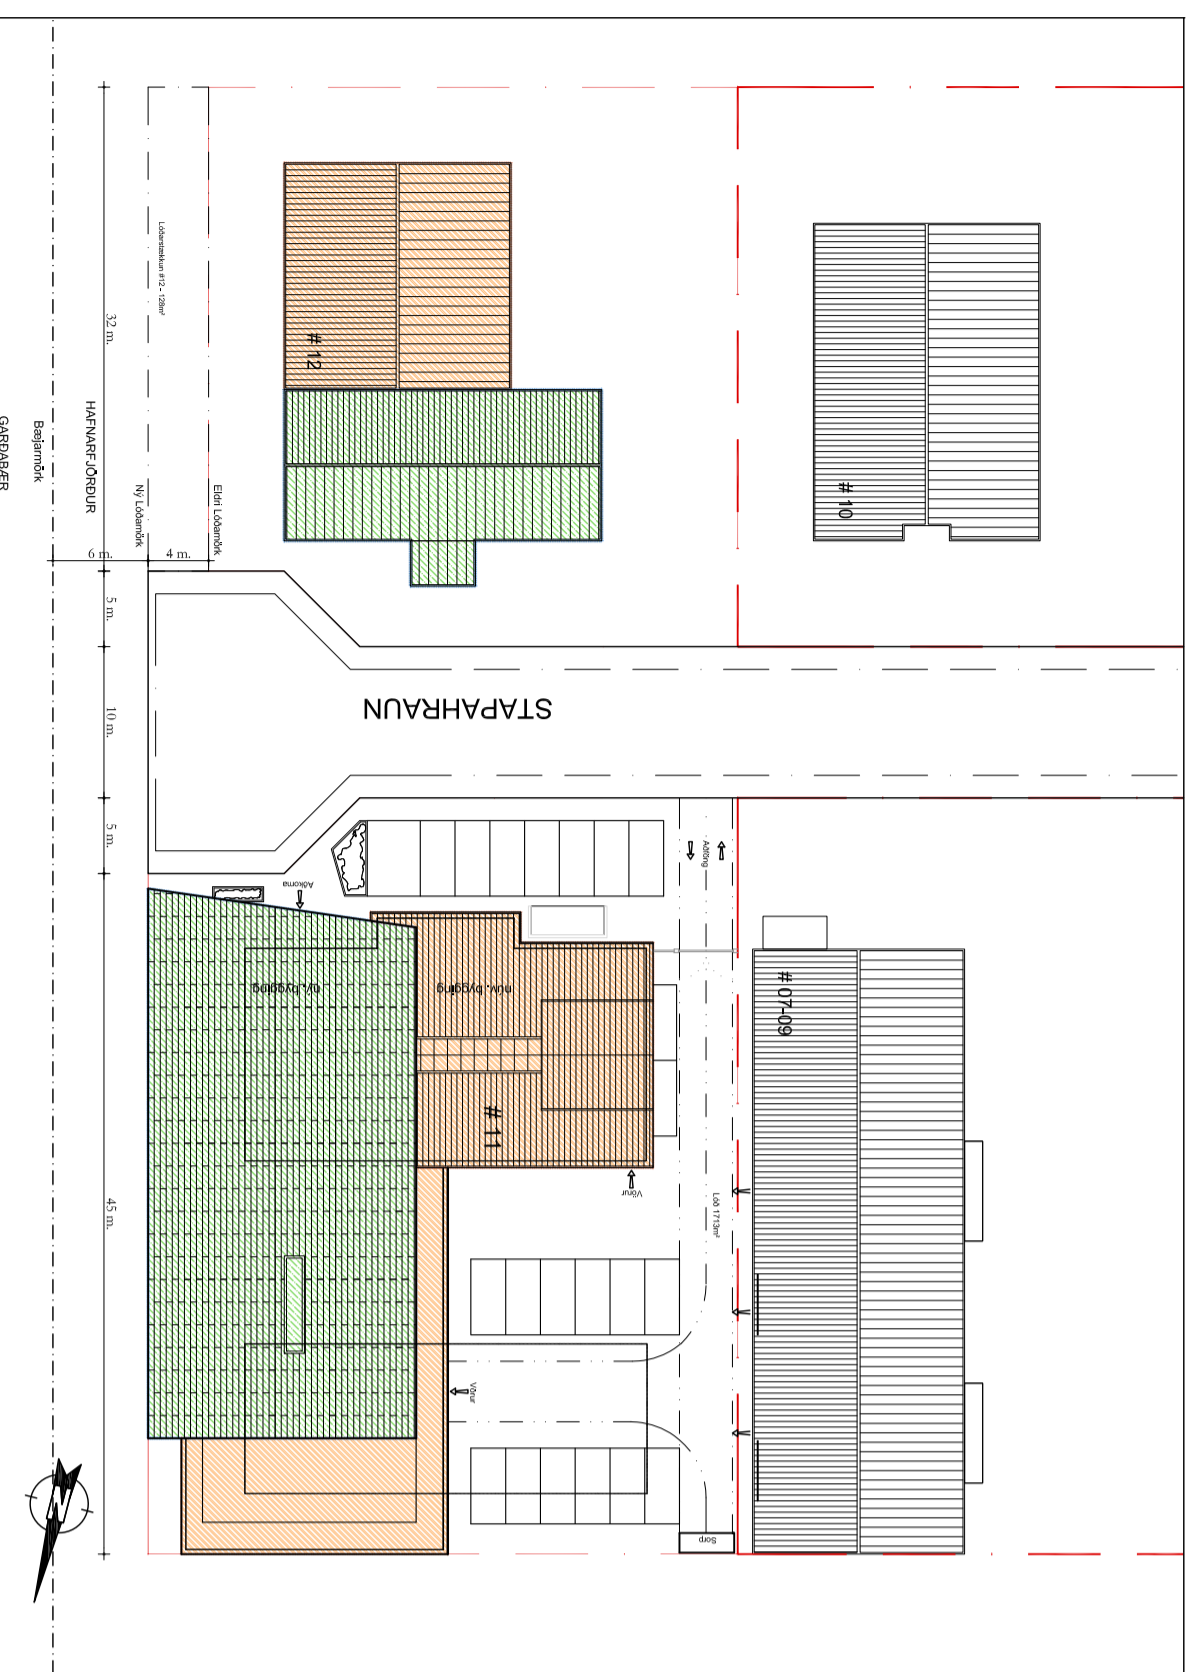 Lóðarstækkun #12 - 128m²
32 m.
# 12
# 10
HAFNARFJÖRÐUR
Bæjarmörk
GARÐABÆR
Ný Lóðamörk
Eldri Lóðamörk
6 m.
4 m.
5 m.
10 m.
5 m.
STAPAHRAUN
Aðföng
Aðkoma
ný. bygging
núv. bygging
# 07-09
# 11
Vörur
Lóð 1713m²
45 m.
Vörur
Sorp